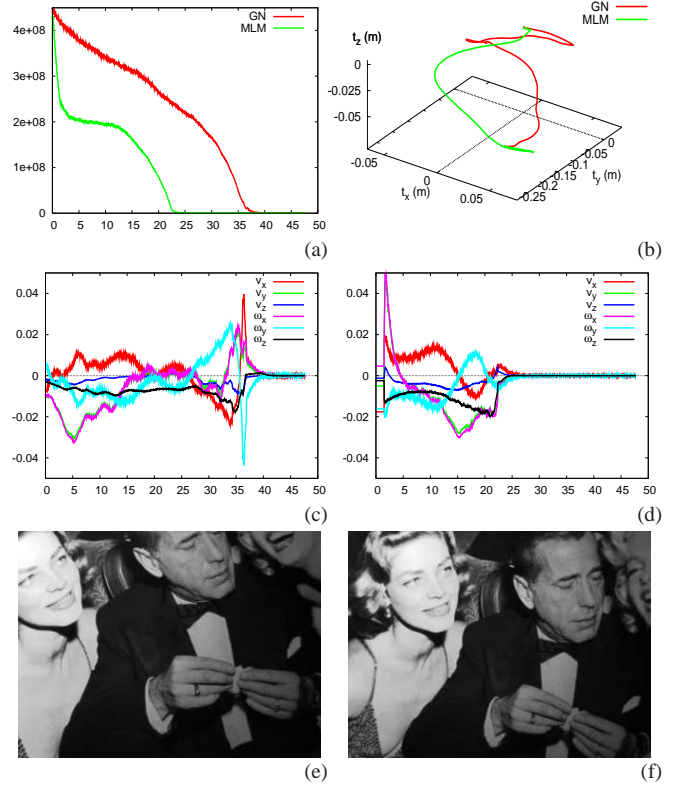 GN
MLM
4e+08
3e+08
2e+08
1e+08
0
0 5 10 15 20 25 30 35 40 45 50
(a)
GN
MLM
t_z (m)
0
-0.025
-0.05
-0.05
0
0.05
t_x (m)
-0.25
-0.2
-0.15
-0.1
-0.05
0
0.05
t_y (m)
(b)
0.04
0.02
0
-0.02
-0.04
0 5 10 15 20 25 30 35 40 45 50
v_x
v_y
v_z
ω_x
ω_y
ω_z
(c)
0.04
0.02
0
-0.02
-0.04
0 5 10 15 20 25 30 35 40 45 50
v_x
v_y
v_z
ω_x
ω_y
ω_z
(d)
(e)
(f)